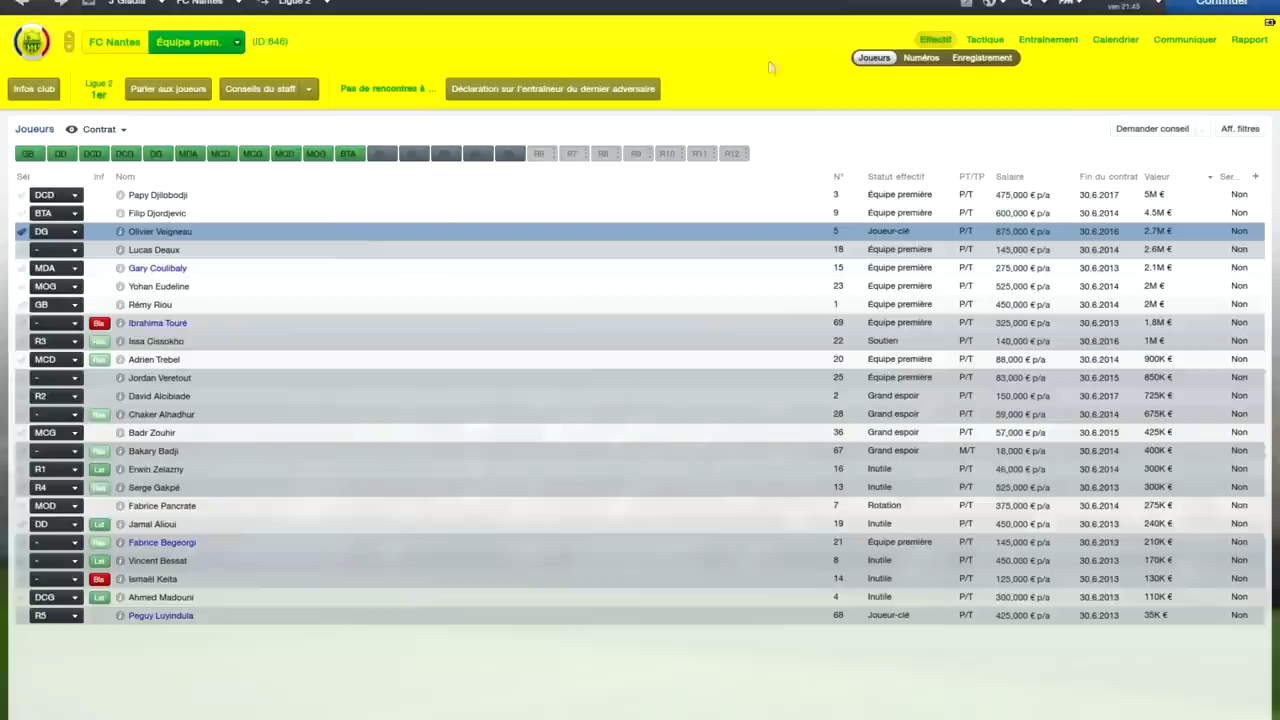 J Gladia FC Nantes Ligue 2 ven 21:45 Continuer
FC Nantes Équipe prem. (ID:846) Effectif Tactique Entraînement Calendrier Communiquer Rapport
Joueurs Numéros Enregistrement
Infos club Ligue 2 Parler aux joueurs Conseils du staff Pas de rencontres à ... Déclaration sur l'entraîneur du dernier adversaire
1er
Joueurs Contrat Demander conseil Aff. filtres
GB DD DCD DCG DG MDA MCD MCG MOD MOG BTA R6 R7 R8 R9 R10 R11 R12
Sél Inf Nom N° Statut effectif PT/TP Salaire Fin du contrat Valeur Ser... +
DCD Papy Djilobodji 3 Équipe première P/T 475,000 € p/a 30.6.2017 5M € Non
BTA Filip Djordjevic 9 Équipe première P/T 600,000 € p/a 30.6.2014 4.5M € Non
DG Olivier Veigneau 5 Joueur-clé P/T 675,000 € p/a 30.6.2016 2.7M € Non
- Lucas Deaux 18 Équipe première P/T 145,000 € p/a 30.6.2014 2.6M € Non
MDA Gary Coulibaly 15 Équipe première P/T 275,000 € p/a 30.6.2013 2.1M € Non
MOG Yohan Eudeline 23 Équipe première P/T 525,000 € p/a 30.6.2014 2M € Non
GB Rémy Riou 1 Équipe première P/T 450,000 € p/a 30.6.2014 2M € Non
- Bls Ibrahima Touré 69 Équipe première P/T 325,000 € p/a 30.6.2013 1.8M € Non
R3 Issa Cissokho 22 Soutien P/T 140,000 € p/a 30.6.2016 1M € Non
MCD Adrien Trebel 20 Équipe première P/T 88,000 € p/a 30.6.2014 900K € Non
- Jordan Veretout 25 Équipe première P/T 83,000 € p/a 30.6.2015 850K € Non
R2 David Alcibiade 2 Grand espoir P/T 150,000 € p/a 30.6.2017 725K € Non
- Chaker Alhadhur 28 Grand espoir P/T 59,000 € p/a 30.6.2014 675K € Non
MCG Badr Zouhir 36 Grand espoir P/T 57,000 € p/a 30.6.2015 425K € Non
- Bakary Badji 67 Grand espoir M/T 18,000 € p/a 30.6.2014 400K € Non
R1 Lst Erwin Zelazny 16 Inutile P/T 46,000 € p/a 30.6.2014 300K € Non
R4 Serge Gakpé 13 Inutile P/T 525,000 € p/a 30.6.2013 300K € Non
MOD Fabrice Pancrate 7 Rotation P/T 375,000 € p/a 30.6.2014 275K € Non
DD Lst Jamal Alioui 19 Inutile P/T 450,000 € p/a 30.6.2013 240K € Non
- Fabrice Begeorgi 21 Équipe première P/T 145,000 € p/a 30.6.2013 210K € Non
- Lst Vincent Bessat 8 Inutile P/T 450,000 € p/a 30.6.2013 170K € Non
- Bls Ismaël Keita 14 Inutile P/T 125,000 € p/a 30.6.2013 130K € Non
DCG Lst Ahmed Madouni 4 Inutile P/T 300,000 € p/a 30.6.2013 110K € Non
R5 Peguy Luyindula 68 Joueur-clé P/T 425,000 € p/a 30.6.2013 35K € Non